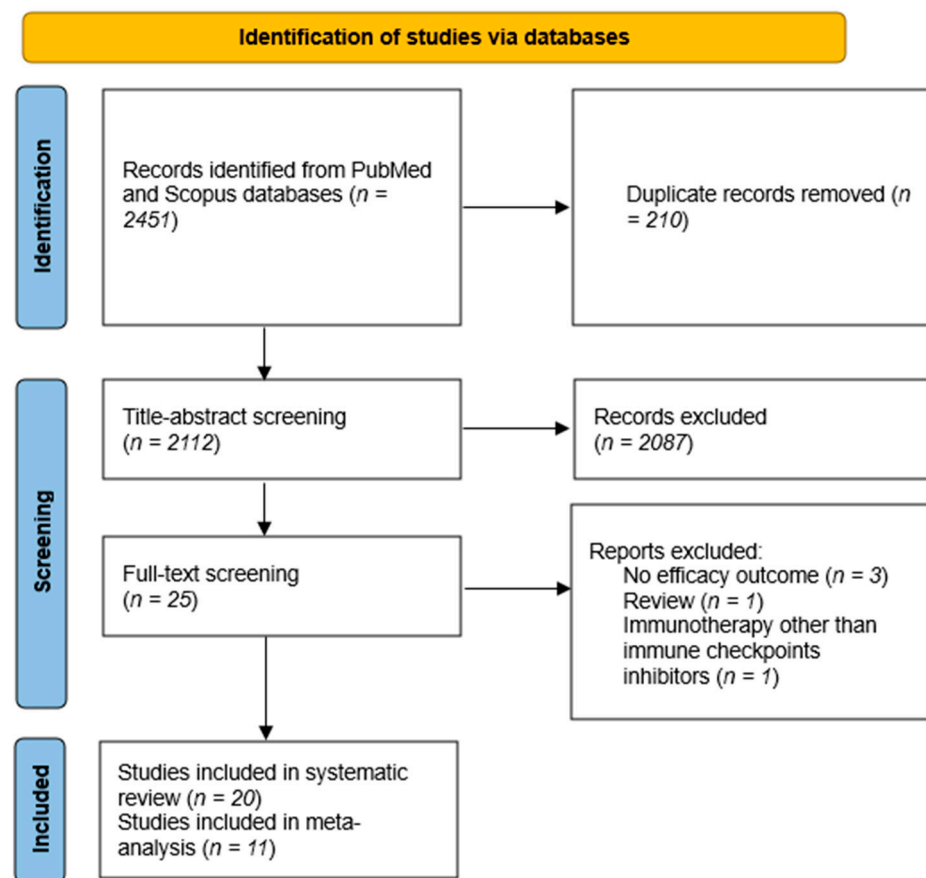 Identification of studies via databases
Identification
Records identified from PubMed
and Scopus databases (n =
2451)
Duplicate records removed (n
= 210)
Screening
Title-abstract screening
(n = 2112)
Records excluded
(n = 2087)
Full-text screening
(n = 25)
Reports excluded:
No efficacy outcome (n = 3)
Review (n = 1)
Immunotherapy other than
immune checkpoints
inhibitors (n = 1)
Included
Studies included in systematic
review (n = 20)
Studies included in meta-
analysis (n = 11)